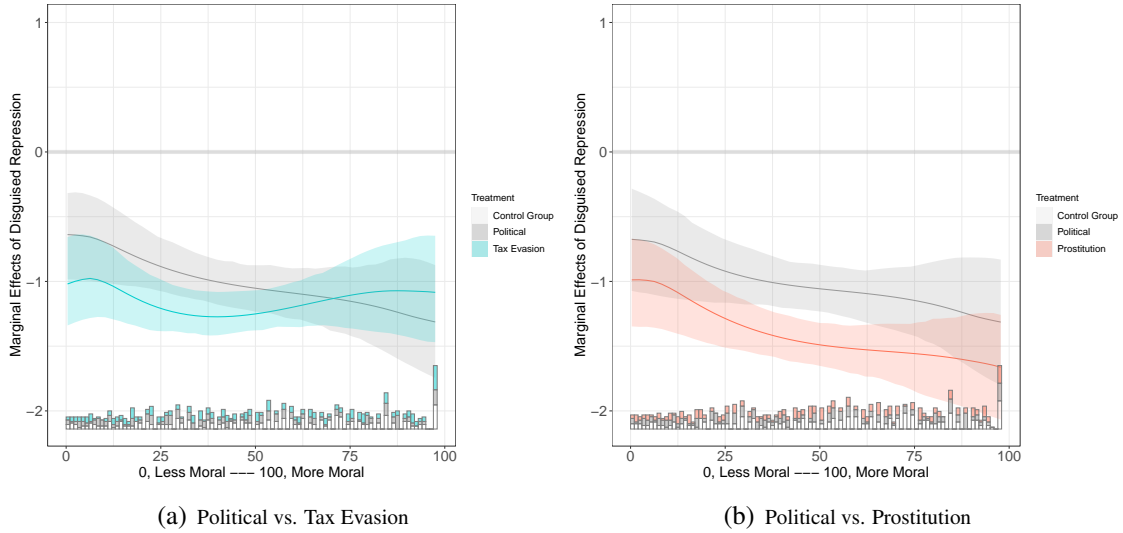 Marginal Effects of Disguised Repression
1
0
−1
−2
0
25
50
75
100
0, Less Moral −−− 100, More Moral
Treatment
Control Group
Political
Tax Evasion
(a) Political vs. Tax Evasion
Marginal Effects of Disguised Repression
1
0
−1
−2
0
25
50
75
100
0, Less Moral −−− 100, More Moral
Treatment
Control Group
Political
Prostitution
(b) Political vs. Prostitution